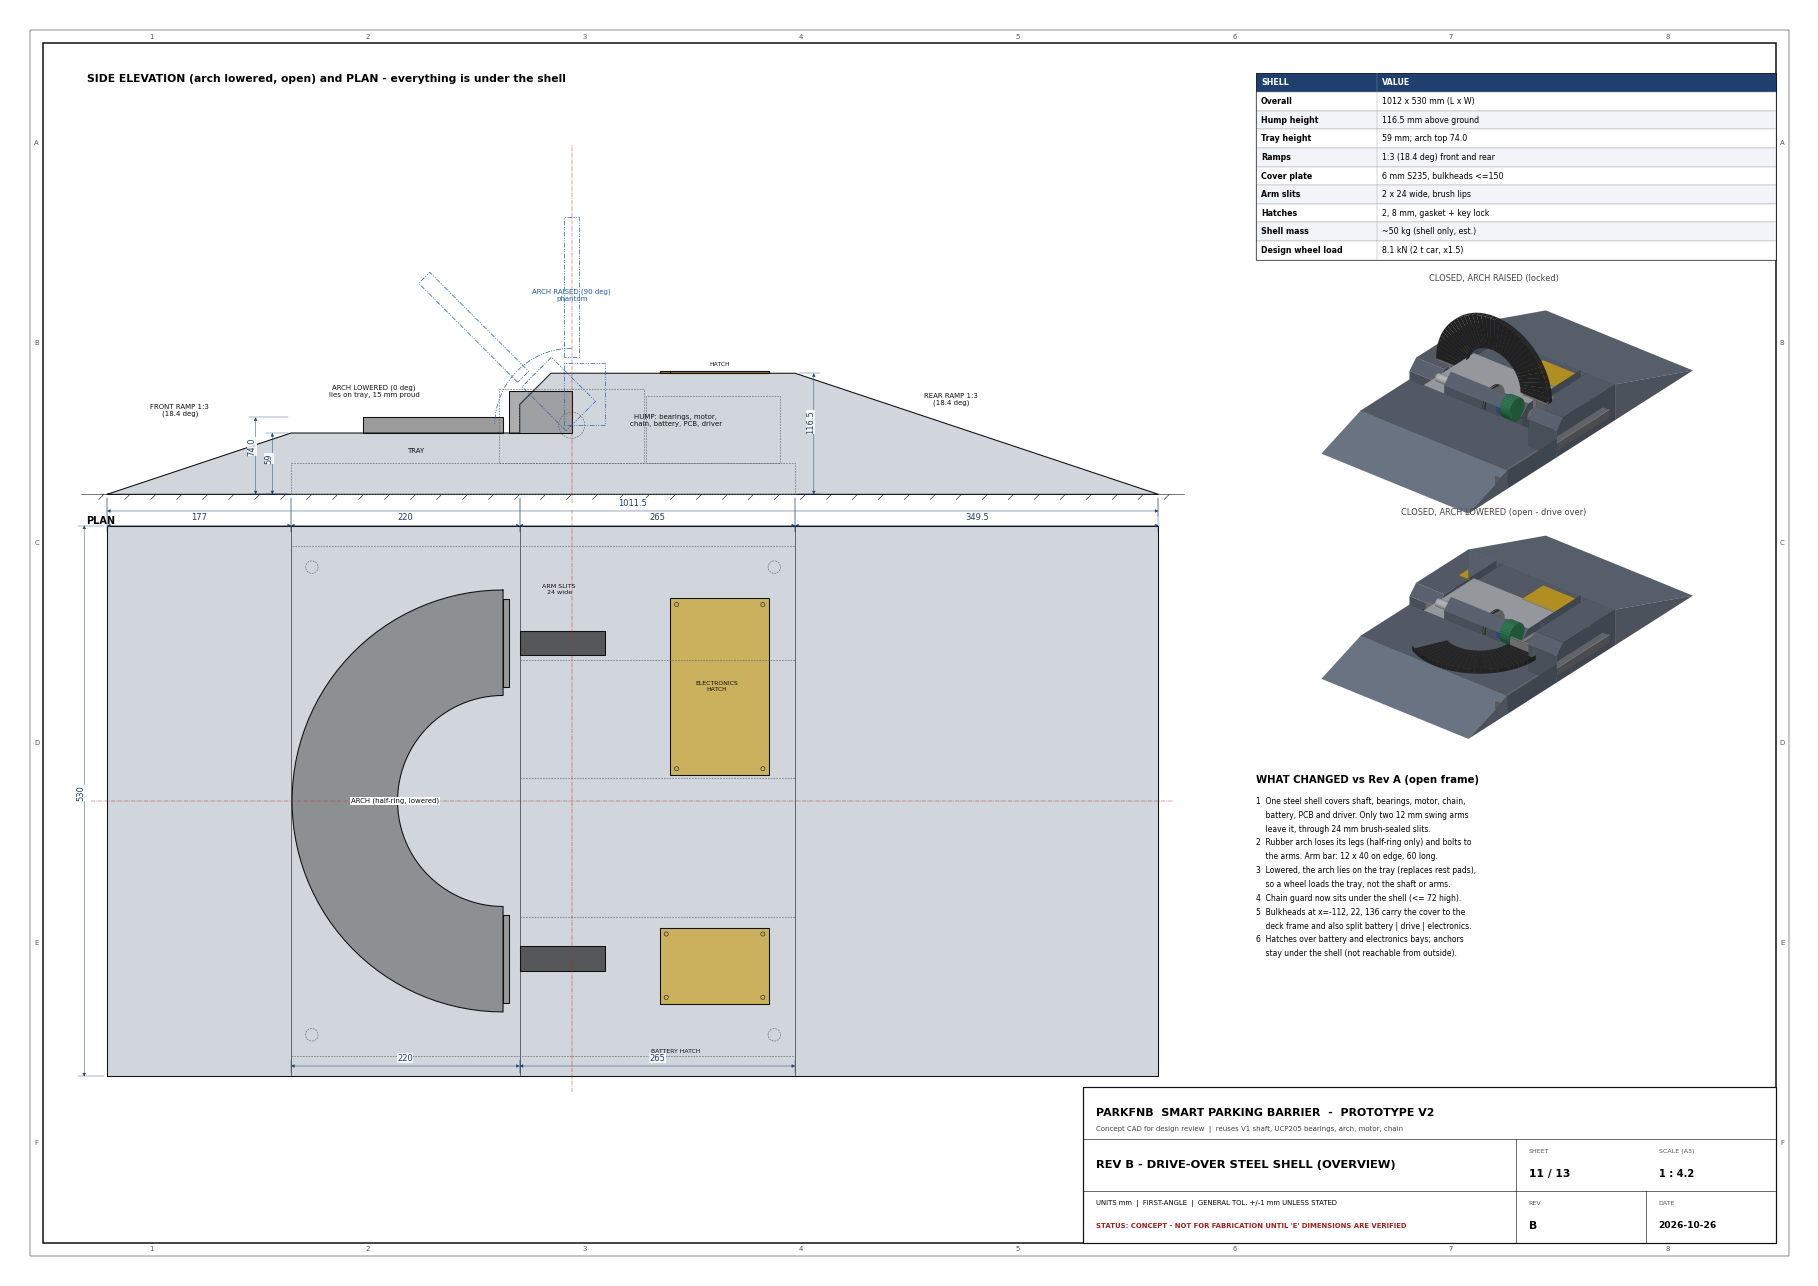 1 2 3 4 5 6 7 8
SIDE ELEVATION (arch lowered, open) and PLAN - everything is under the shell
SHELL VALUE
Overall 1012 x 530 mm (L x W)
Hump height 116.5 mm above ground
Tray height 59 mm; arch top 74.0
Ramps 1:3 (18.4 deg) front and rear
Cover plate 6 mm S235, bulkheads <=150
Arm slits 2 x 24 wide, brush lips
Hatches 2, 8 mm, gasket + key lock
Shell mass ~50 kg (shell only, est.)
Design wheel load 8.1 kN (2 t car, x1.5)
A A
B B
C C
D D
E E
F F
ARCH RAISED (90 deg)
phantom
HATCH
ARCH LOWERED (0 deg)
lies on tray, 15 mm proud
FRONT RAMP 1:3
(18.4 deg)
REAR RAMP 1:3
(18.4 deg)
HUMP: bearings, motor,
chain, battery, PCB, driver
TRAY
74.0
59
116.5
1011.5
177 220 265 349.5
PLAN
530
ARM SLITS
24 wide
ELECTRONICS
HATCH
ARCH (half-ring, lowered)
BATTERY HATCH
220 265
CLOSED, ARCH RAISED (locked)
CLOSED, ARCH LOWERED (open - drive over)
WHAT CHANGED vs Rev A (open frame)
1 One steel shell covers shaft, bearings, motor, chain,
battery, PCB and driver. Only two 12 mm swing arms
leave it, through 24 mm brush-sealed slits.
2 Rubber arch loses its legs (half-ring only) and bolts to
the arms. Arm bar: 12 x 40 on edge, 60 long.
3 Lowered, the arch lies on the tray (replaces rest pads),
so a wheel loads the tray, not the shaft or arms.
4 Chain guard now sits under the shell (<= 72 high).
5 Bulkheads at x=-112, 22, 136 carry the cover to the
deck frame and also split battery | drive | electronics.
6 Hatches over battery and electronics bays; anchors
stay under the shell (not reachable from outside).
PARKFNB SMART PARKING BARRIER - PROTOTYPE V2
Concept CAD for design review | reuses V1 shaft, UCP205 bearings, arch, motor, chain
REV B - DRIVE-OVER STEEL SHELL (OVERVIEW)
SHEET
11 / 13
SCALE (A3)
1 : 4.2
UNITS mm | FIRST-ANGLE | GENERAL TOL. +/-1 mm UNLESS STATED
STATUS: CONCEPT - NOT FOR FABRICATION UNTIL 'E' DIMENSIONS ARE VERIFIED
REV
B
DATE
2026-10-26
1 2 3 4 5 6 7 8